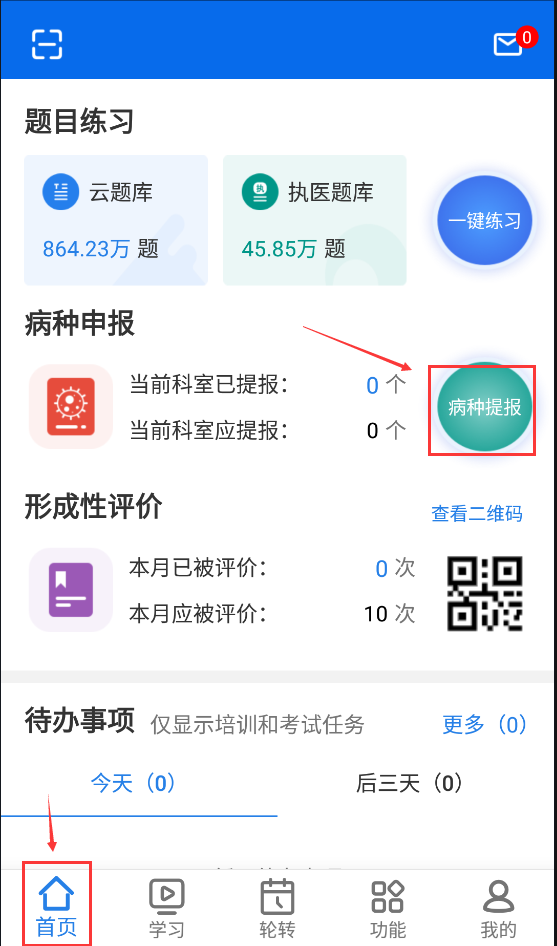 0
题目练习
云题库
864.23万 题
执
执医题库
45.85万 题
一键练习
病种申报
当前科室已提报: 0 个
当前科室应提报: 0 个
病种提报
形成性评价
查看二维码
本月已被评价: 0 次
本月应被评价: 10 次
待办事项 仅显示培训和考试任务 更多（0）
今天（0） 后三天（0）
首页 学习 轮转 功能 我的